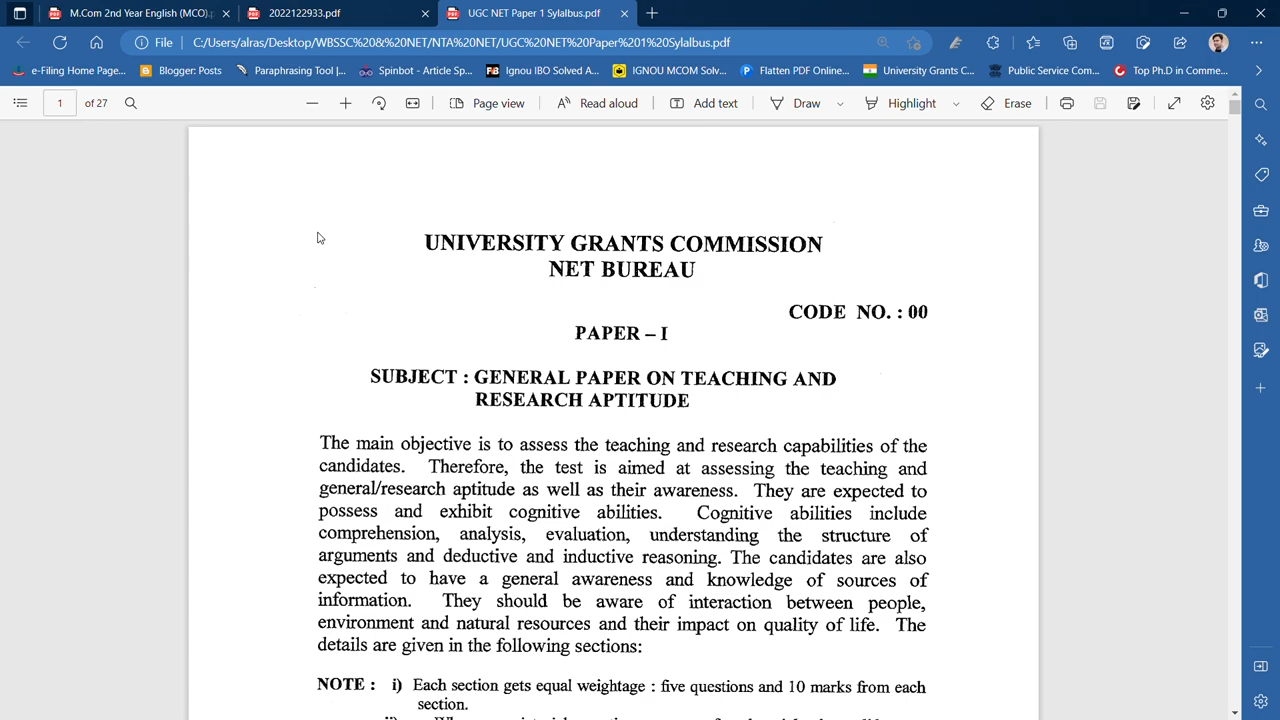 M.Com 2nd Year English (MCO).p
2022122933.pdf
UGC NET Paper 1 Sylalbus.pdf
File
C:/Users/alras/Desktop/WBSSC%20&%20NET/NTA%20NET/UGC%20NET%20Paper%201%20Sylalbus.pdf
e-Filing Home Page...
Blogger: Posts
Paraphrasing Tool |...
Spinbot - Article Sp...
Ignou IBO Solved A...
IGNOU MCOM Solv...
Flatten PDF Online...
University Grants C...
Public Service Com...
Top Ph.D in Comme...
1 of 27
Page view
Read aloud
Add text
Draw
Highlight
Erase
UNIVERSITY GRANTS COMMISSION
NET BUREAU
CODE NO. : 00
PAPER – I
SUBJECT : GENERAL PAPER ON TEACHING AND
RESEARCH APTITUDE
The main objective is to assess the teaching and research capabilities of the
candidates. Therefore, the test is aimed at assessing the teaching and
general/research aptitude as well as their awareness. They are expected to
possess and exhibit cognitive abilities. Cognitive abilities include
comprehension, analysis, evaluation, understanding the structure of
arguments and deductive and inductive reasoning. The candidates are also
expected to have a general awareness and knowledge of sources of
information. They should be aware of interaction between people,
environment and natural resources and their impact on quality of life. The
details are given in the following sections:
NOTE : i) Each section gets equal weightage : five questions and 10 marks from each
section.